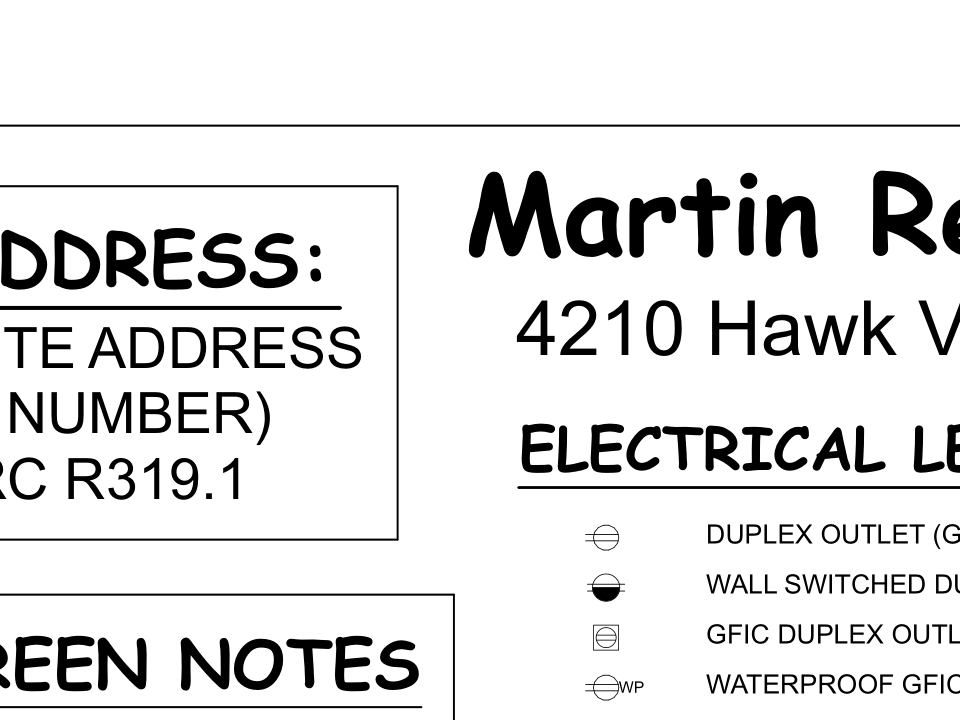 DDRESS:
TE ADDRESS
NUMBER)
RC R319.1
REEN NOTES
Martin Re
4210 Hawk V
ELECTRICAL LE
DUPLEX OUTLET (G
WALL SWITCHED DU
GFIC DUPLEX OUTL
WP WATERPROOF GFIC